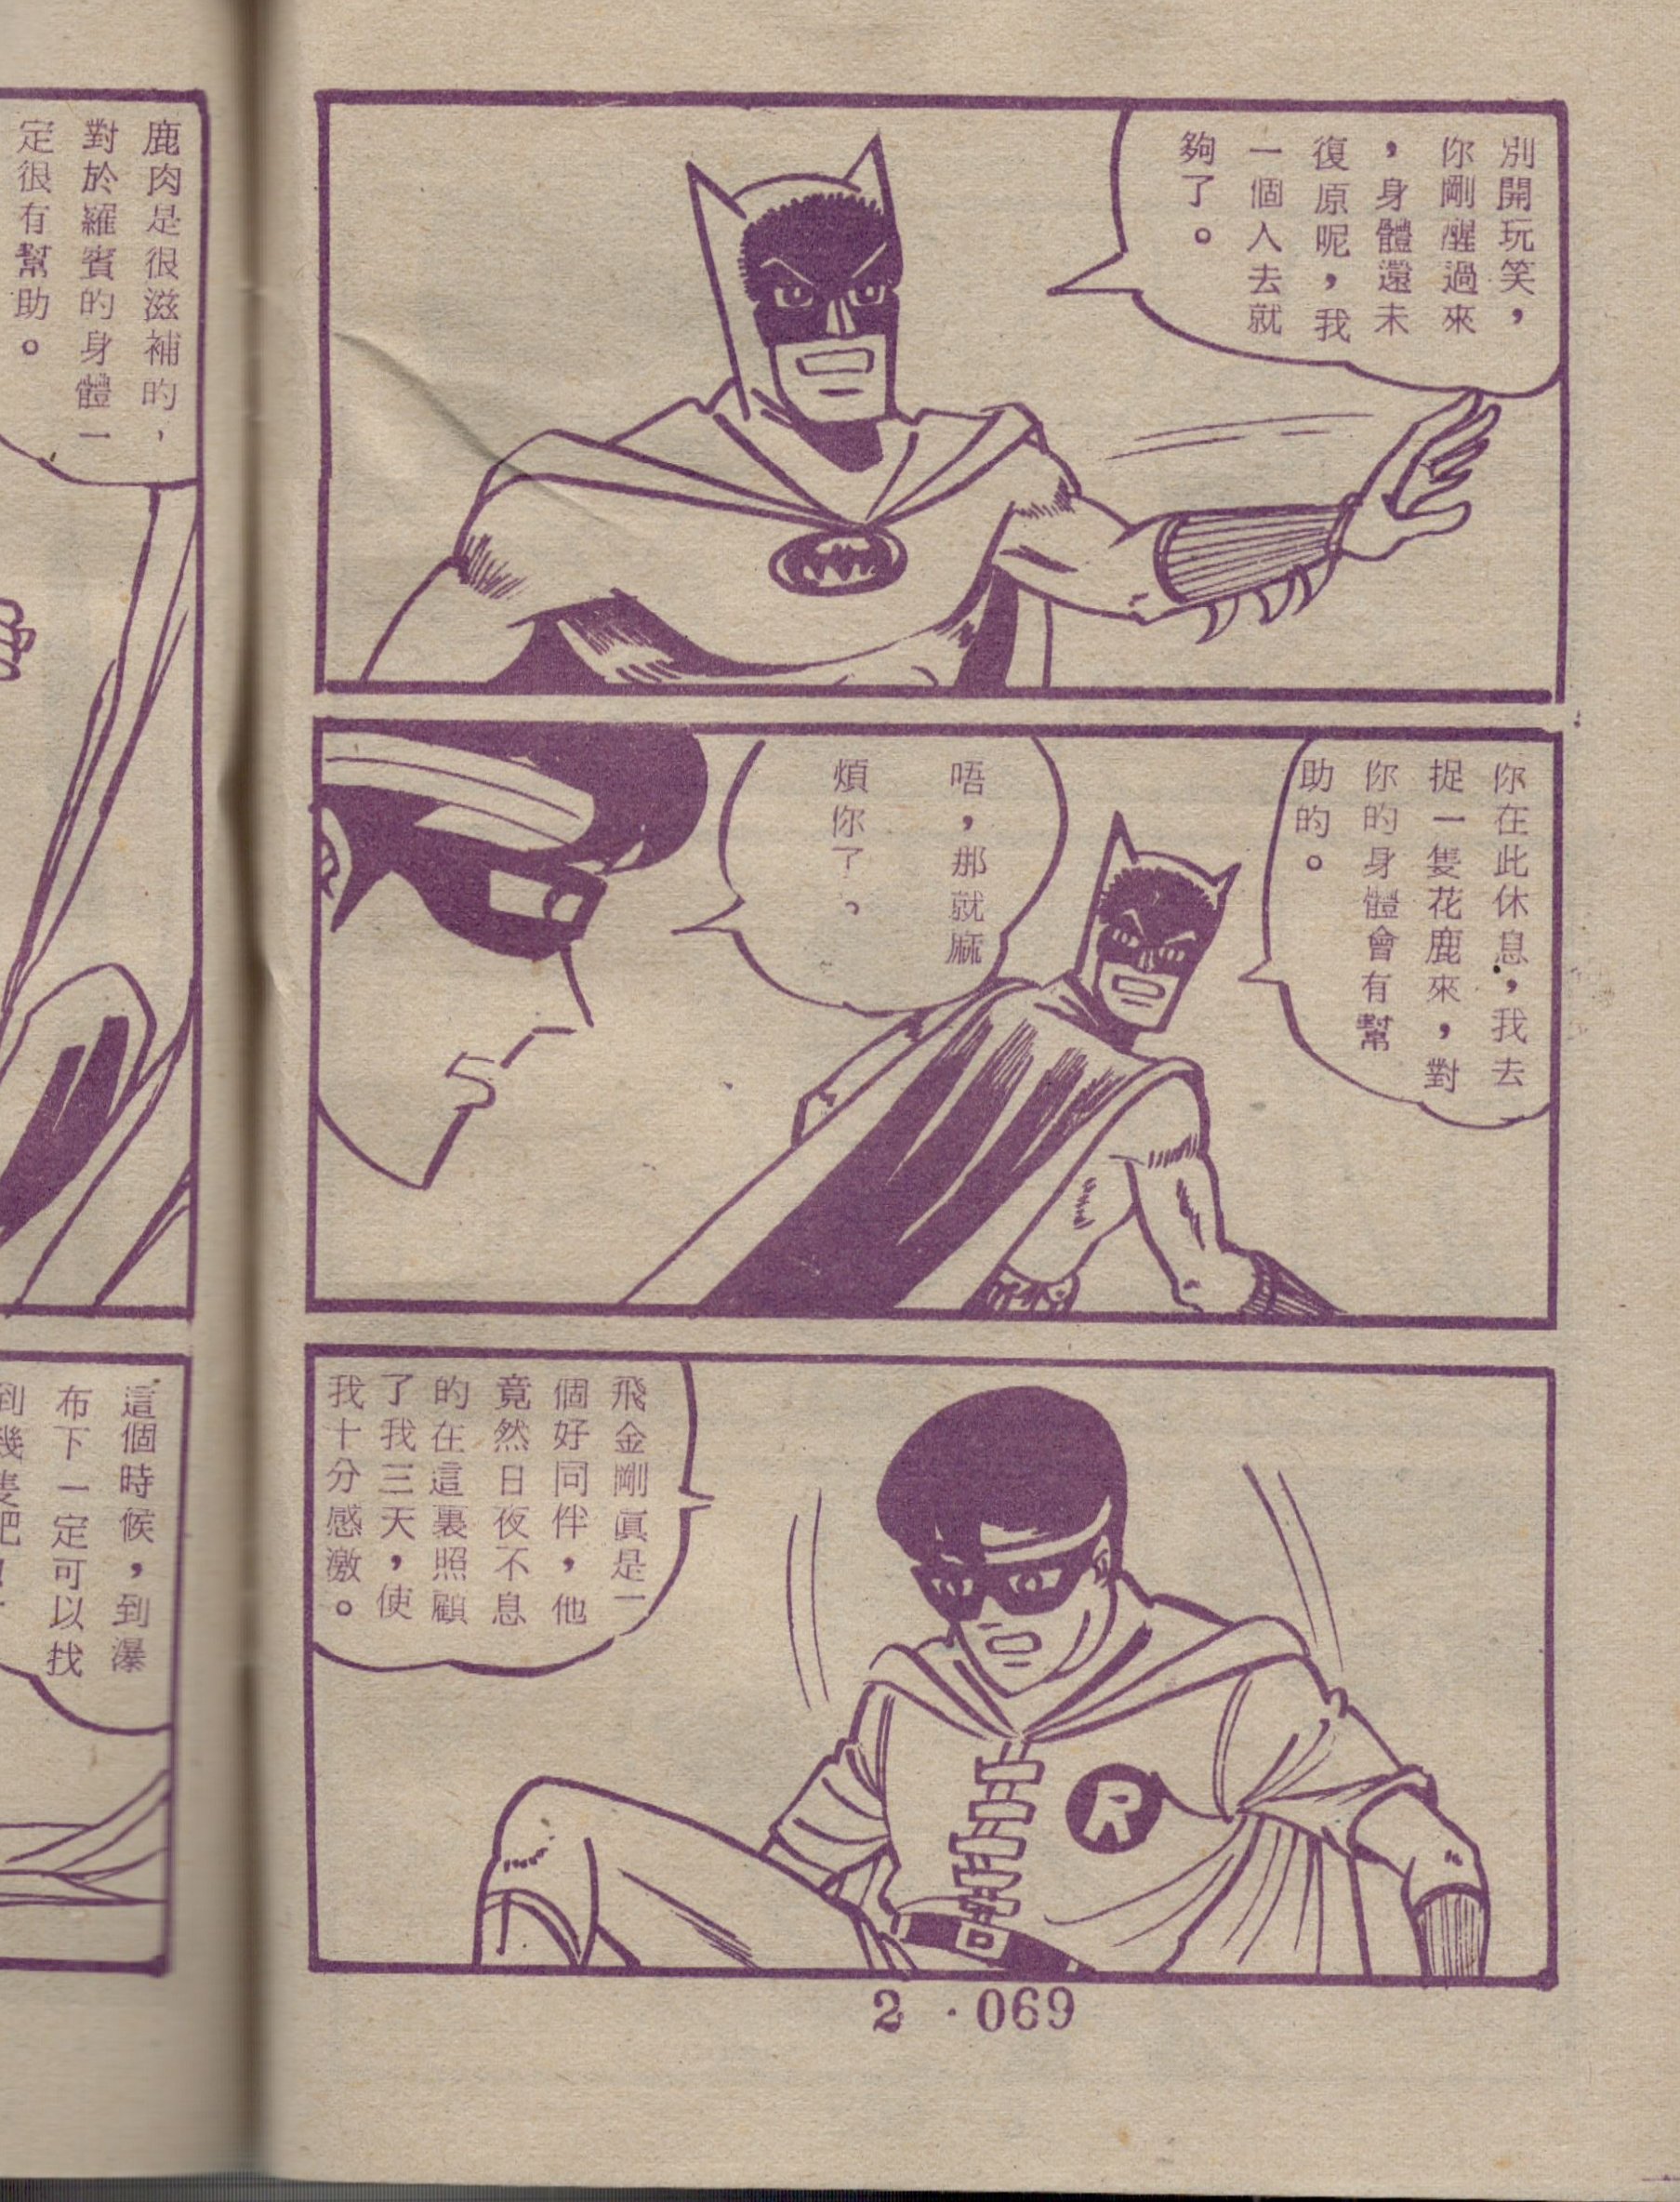 別開玩笑，
你剛醒過來
，身體還未
復原呢，我
一個人去就
夠了。
你在此休息，我去
捉一隻花鹿來，對
你的身體會有幫
助的。
唔，那就麻
煩你了。
飛金剛眞是一
個好同伴，他
竟然日夜不息
的在這裏照顧
了我三天，使
我十分感激。
R
2．069
鹿肉是很滋補的，
對於羅賓的身體一
定很有幫助。
這個時候，到瀑
布下一定可以找
到幾隻吧！